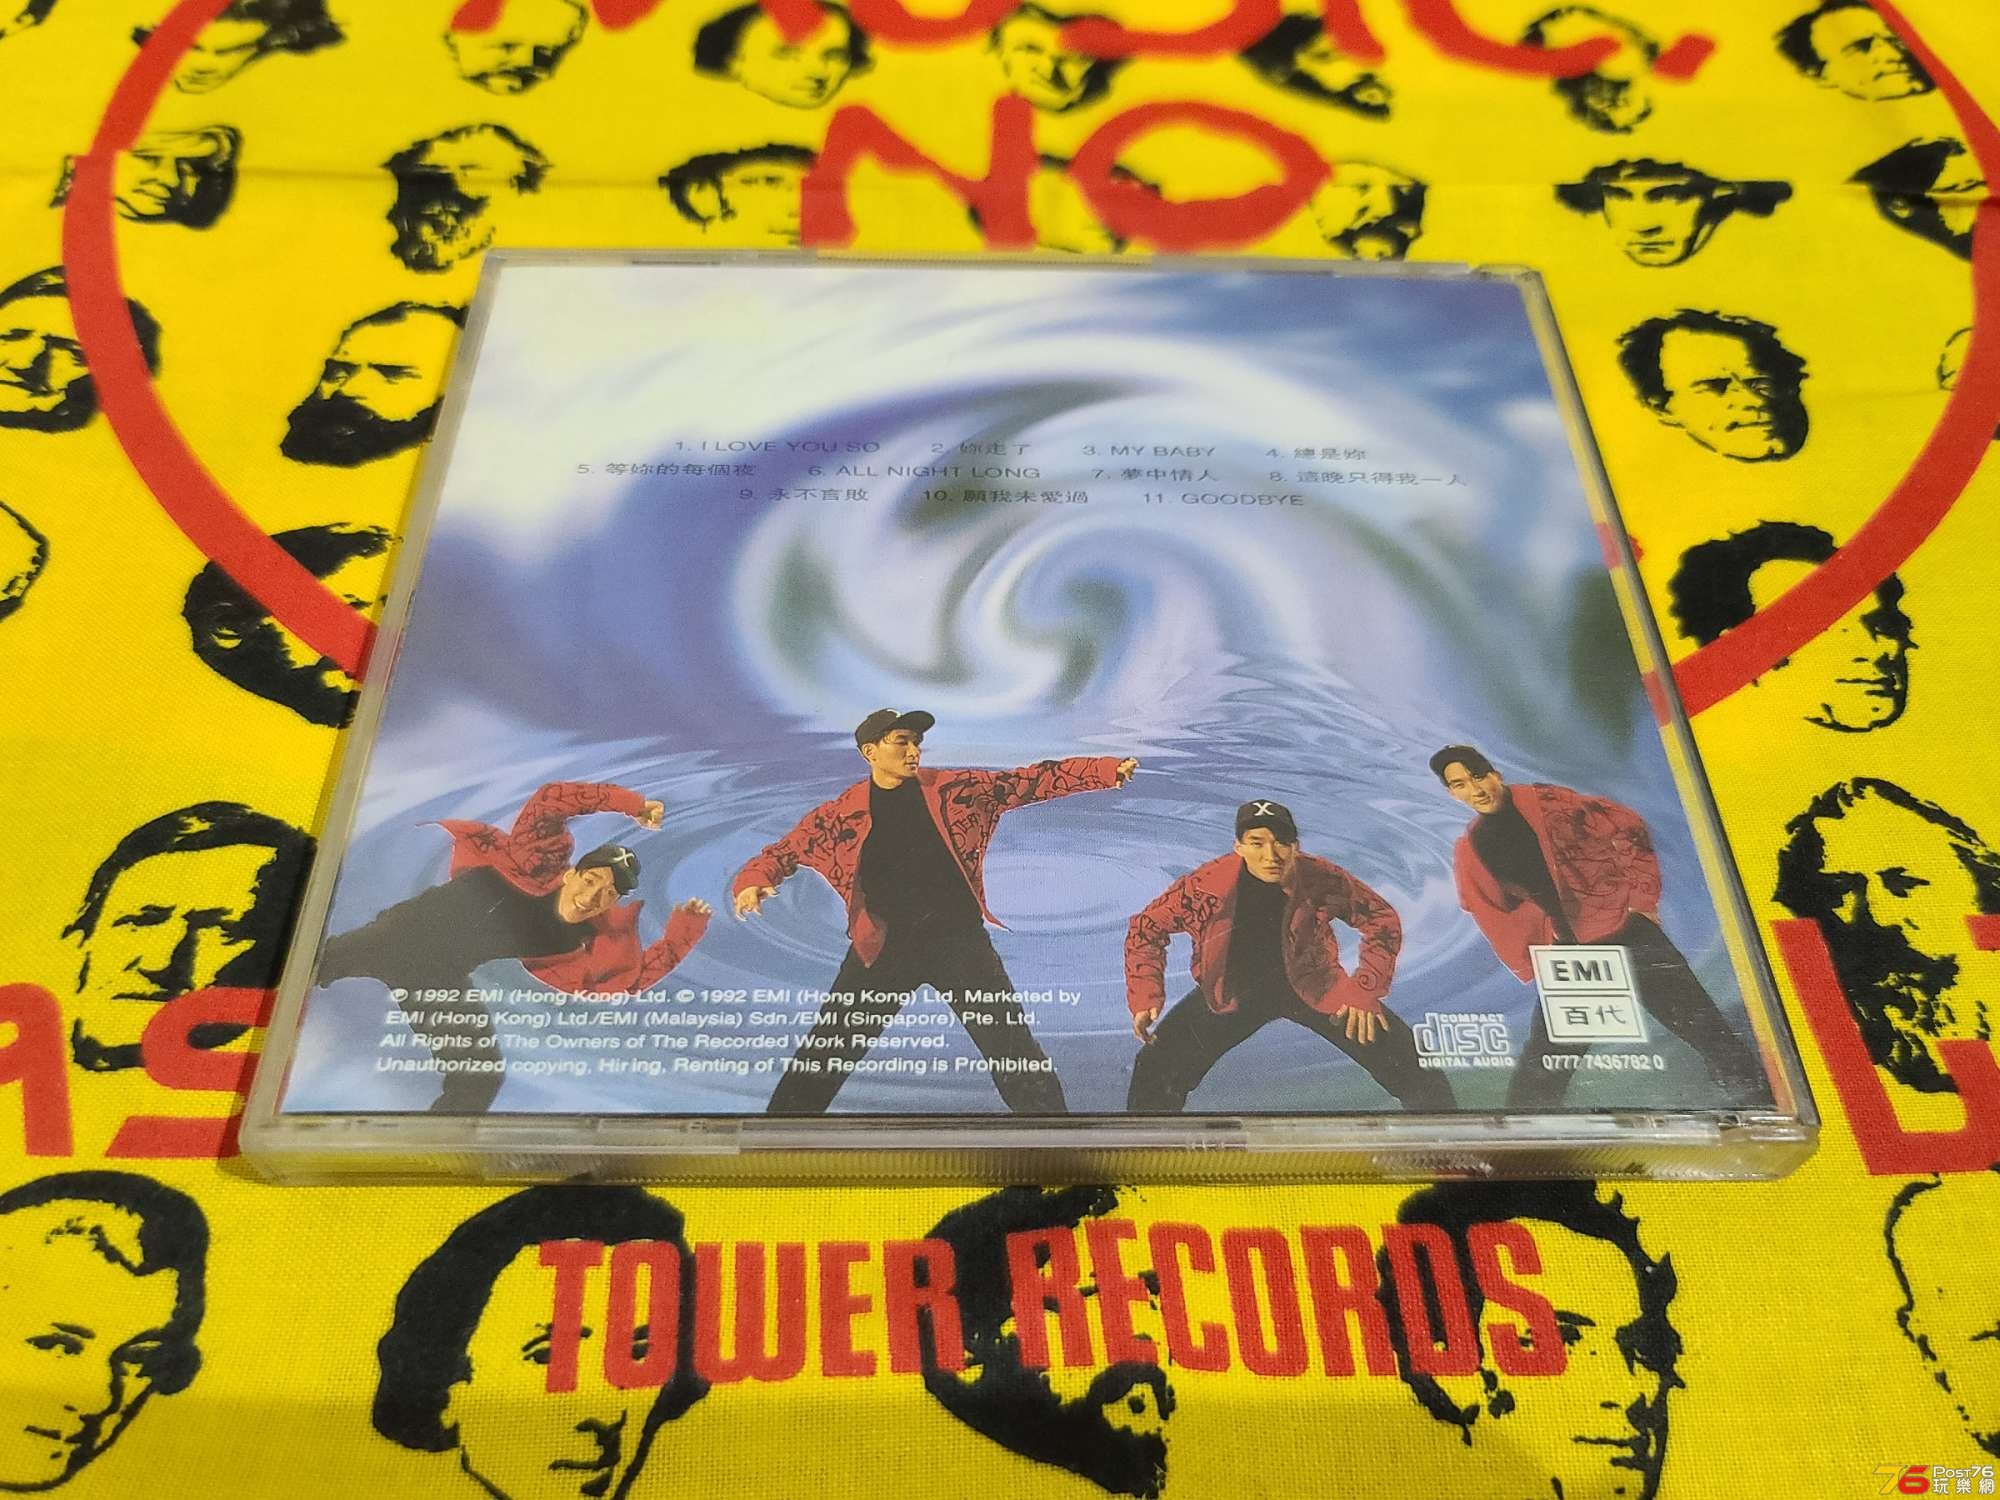 MUSIC
NO
1. I LOVE YOU SO 2. 妳走了 3. MY BABY 4. 總是妳
5. 等妳的每個夜 6. ALL NIGHT LONG 7. 夢中情人 8. 這晚只得我一人
9. 永不言敗 10. 願我未愛過 11. GOODBYE
X
X
℗ 1992 EMI (Hong Kong) Ltd. © 1992 EMI (Hong Kong) Ltd. Marketed by
EMI (Hong Kong) Ltd./EMI (Malaysia) Sdn./EMI (Singapore) Pte. Ltd.
All Rights of The Owners of The Recorded Work Reserved.
Unauthorized copying, Hiring, Renting of This Recording is Prohibited.
COMPACT
disc
DIGITAL AUDIO
EMI
百代
0777 7436782 0
TOWER RECORDS
76 POST76
玩樂網